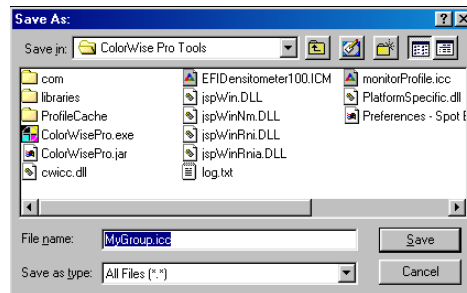 Save As:
Save in: ColorWise Pro Tools
com
libraries
ProfileCache
ColorWisePro.exe
ColorWisePro.jar
cwicc.dll
EFIDensitometer100.ICM
jspWin.DLL
jspWinNm.DLL
jspWinRni.DLL
jspWinRnia.DLL
log.txt
monitorProfile.icc
PlatformSpecific.dll
Preferences - Spot E
File name: MyGroup.icc Save
Save as type: All Files (*.*) Cancel